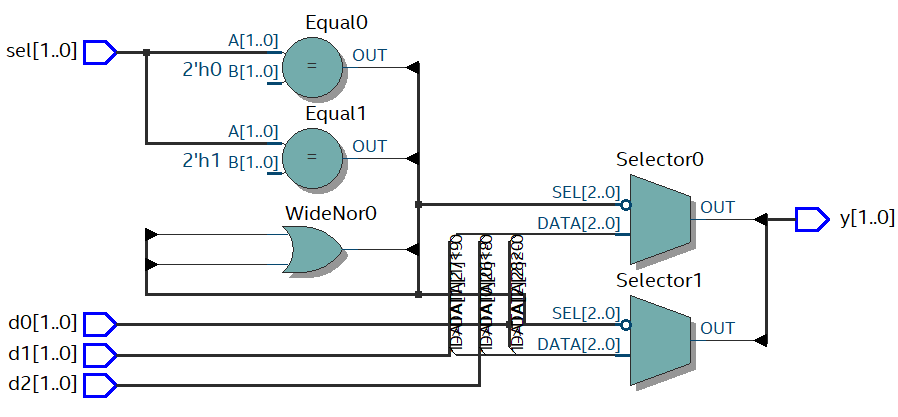 Equal0
sel[1..0]
A[1..0]
=
OUT
2'h0 B[1..0]
Equal1
A[1..0]
=
OUT
2'h1 B[1..0]
Selector0
SEL[2..0]
OUT
y[1..0]
DATA[2..0]
WideNor0
Selector1
d0[1..0]
SEL[2..0]
OUT
d1[1..0]
DATA[2..0]
d2[1..0]